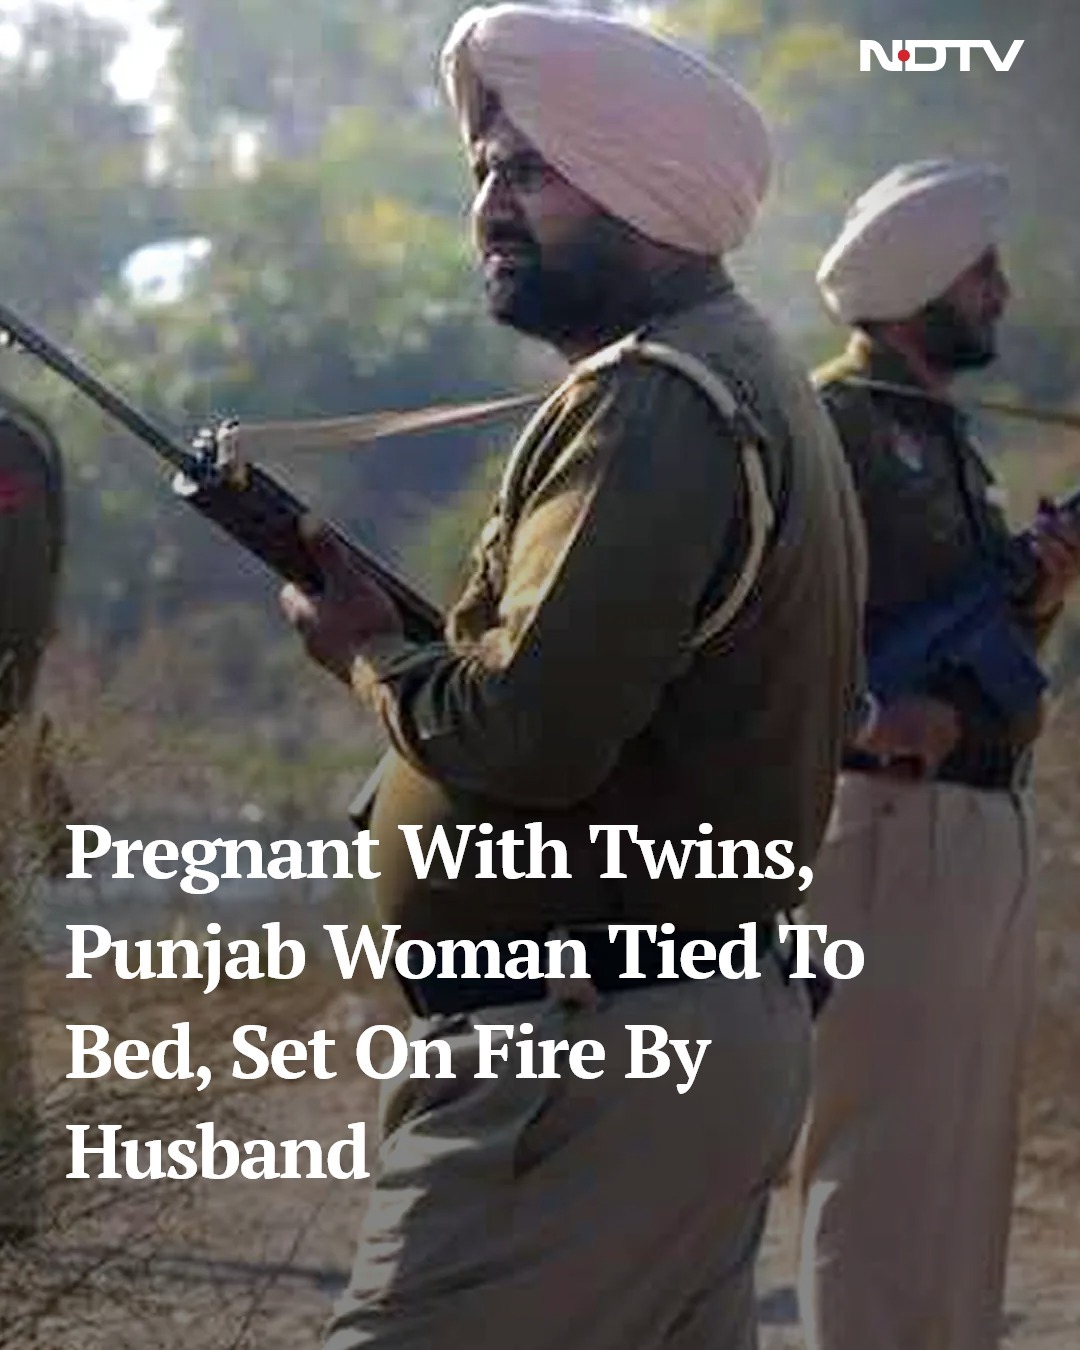 NDTV
Pregnant With Twins,
Punjab Woman Tied To
Bed, Set On Fire By
Husband